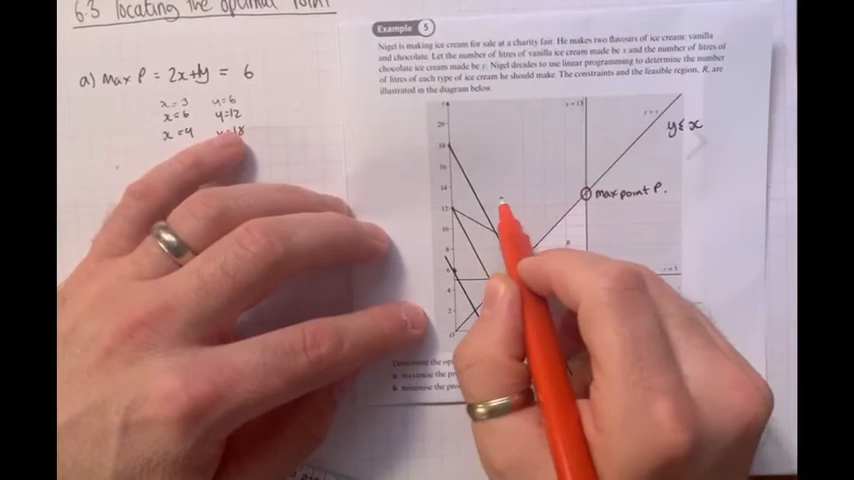 6.3 locating the optimal point
a) max P = 2x+y = 6
x=3 y=6
x=6 y=12
x=9 y=18
Example 5
Nigel is making ice cream for sale at a charity fair. He makes two flavours of ice cream: vanilla
and chocolate. Let the number of litres of vanilla ice cream made be x and the number of litres of
chocolate ice cream made be y. Nigel decides to use linear programming to determine the number
of litres of each type of ice cream he should make. The constraints and the feasible region, R, are
illustrated in the diagram below.
y
20
18
16
14
12
10
8
6
4
2
O
x = 13
y = x
y≤x
max point P.
R
= 5
Determine the op
a maximise the pr
b minimise the pro